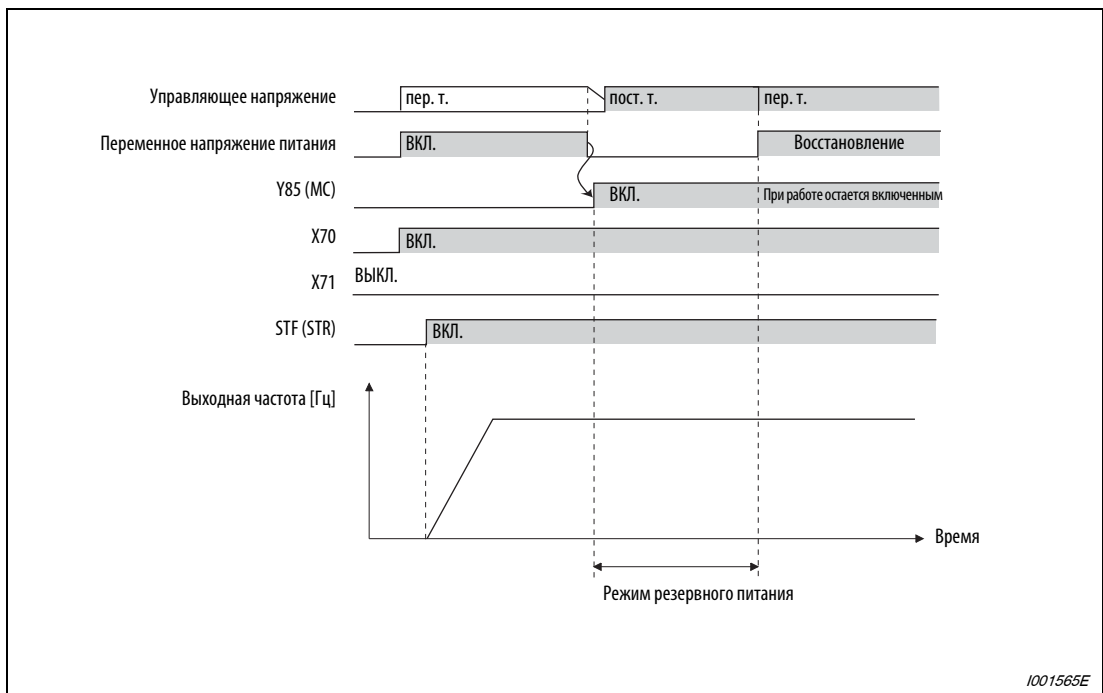 Управляющее напряжение
пер. т.
пост. т.
пер. т.
Переменное напряжение питания
ВКЛ.
Восстановление
Y85 (MC)
ВКЛ.
При работе остается включенным
X70
ВКЛ.
X71
ВЫКЛ.
STF (STR)
ВКЛ.
Выходная частота [Гц]
Время
Режим резервного питания
I001565E